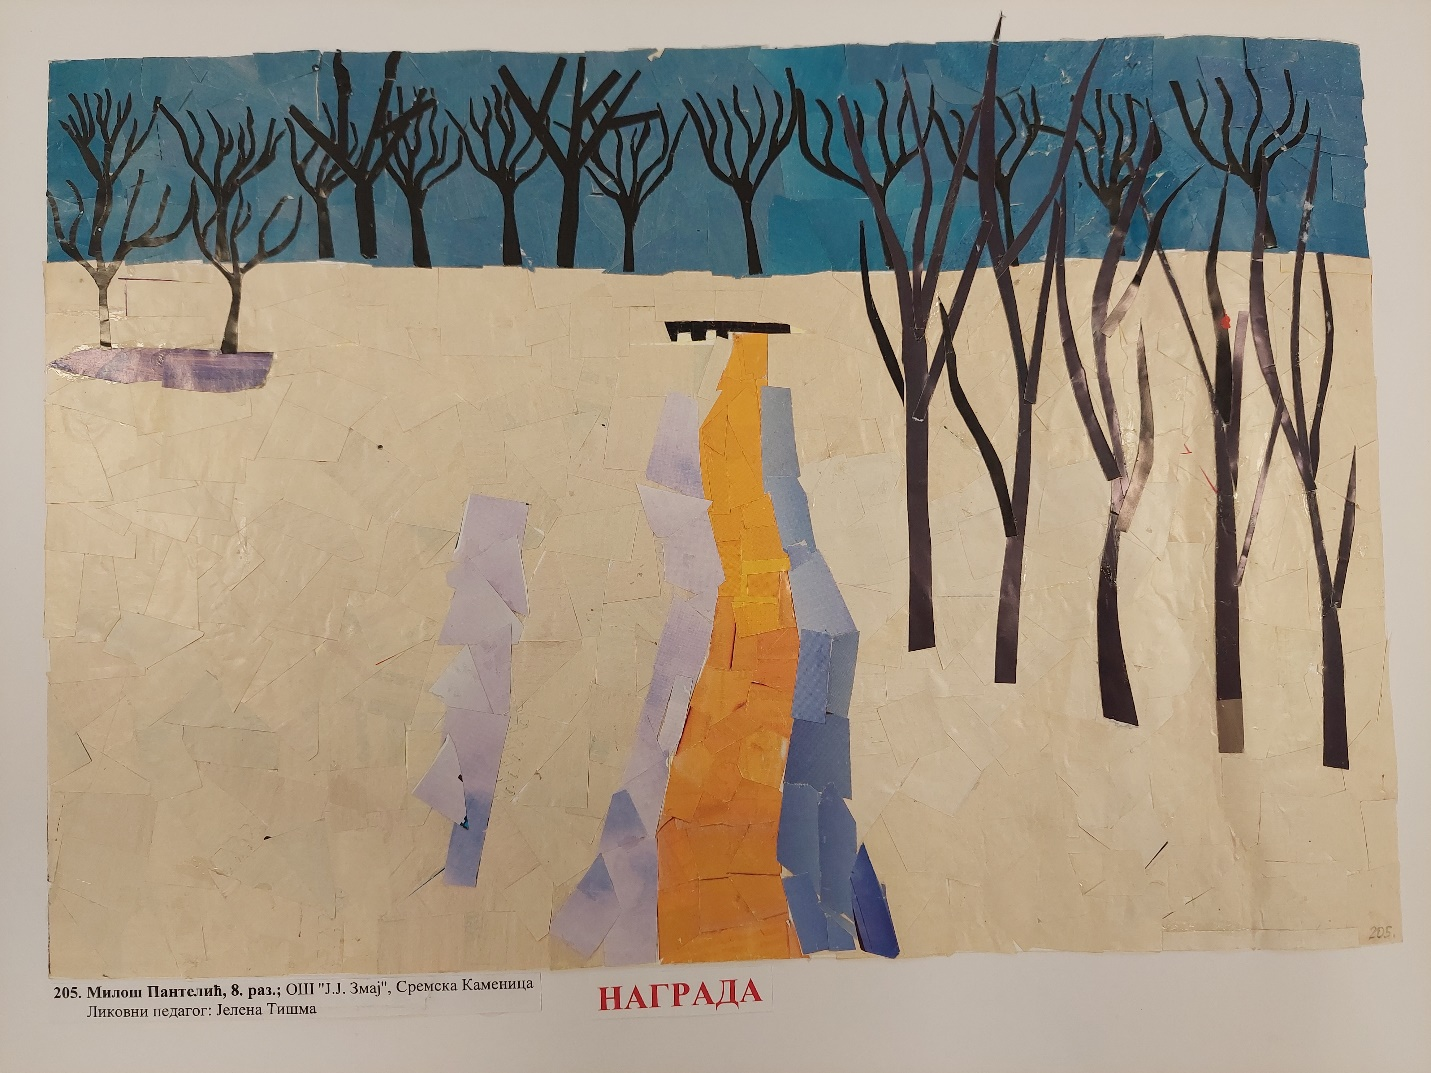 205.
205. Милош Пантелић, 8. раз.; ОШ "Ј.Ј. Змај", Сремска Каменица
Ликовни педагог: Јелена Тишма
НАГРАДА